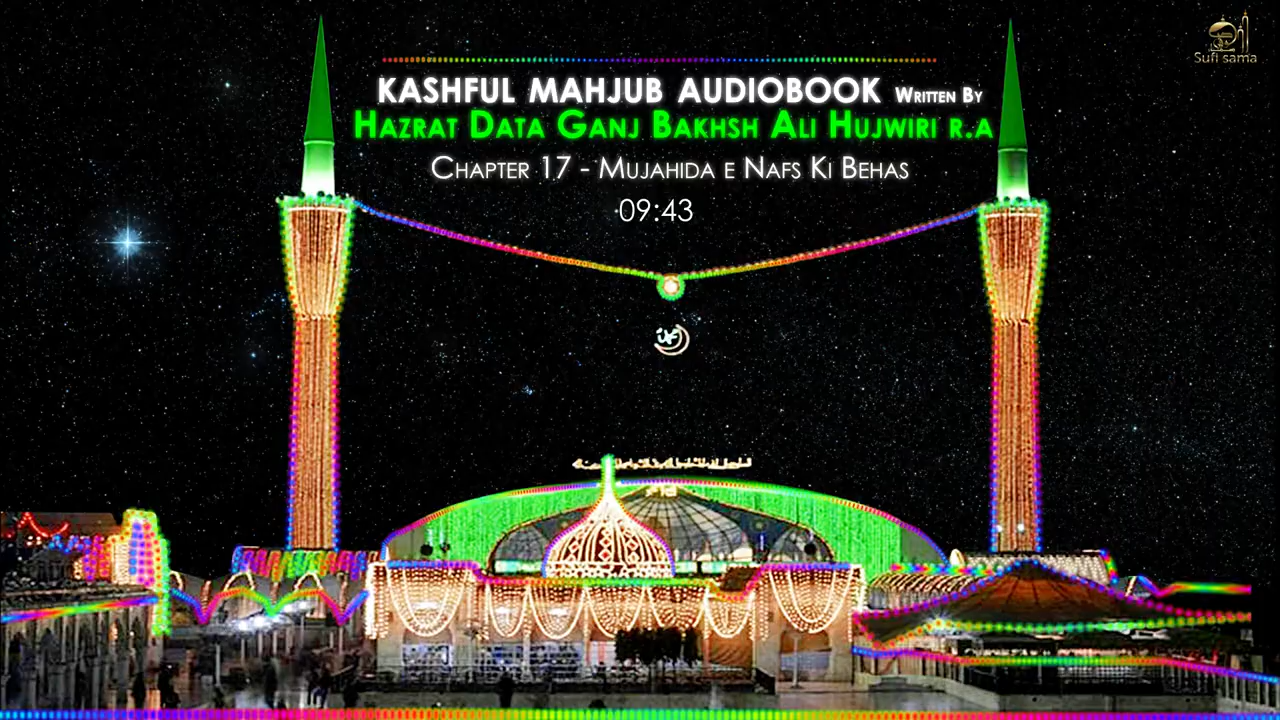 Sufi sama
KASHFUL MAHJUB AUDIOBOOK WRITTEN BY
HAZRAT DATA GANJ BAKHSH ALI HUJWIRI R.A
CHAPTER 17 - MUJAHIDA E NAFS KI BEHAS
09:43